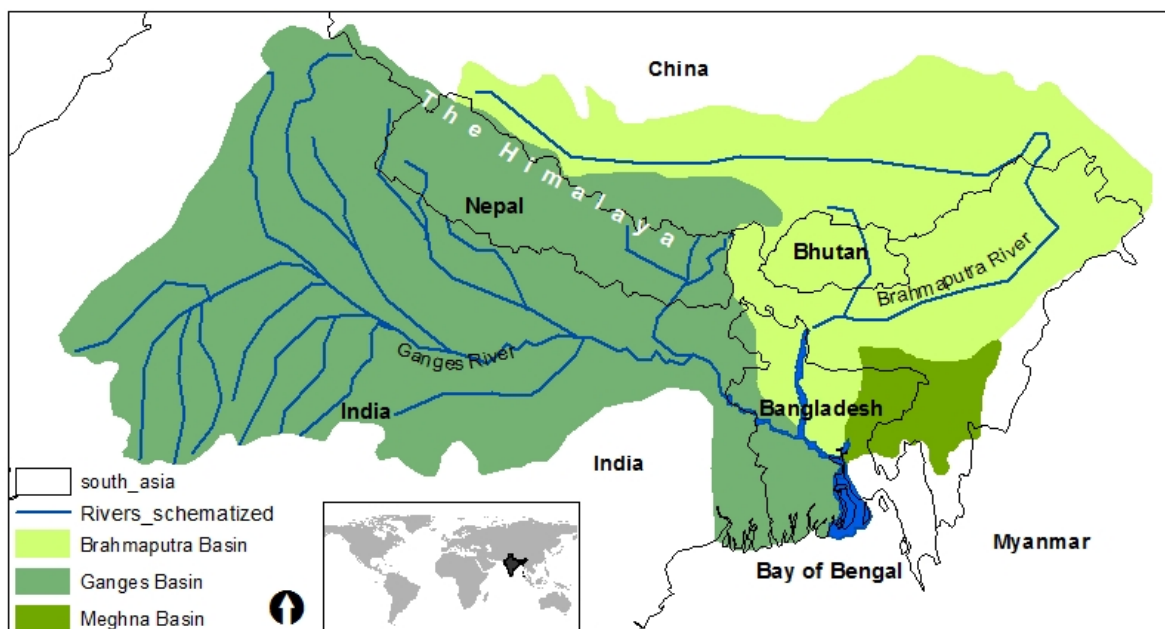 China
The Himalaya
Nepal
Bhutan
Brahmaputra River
Ganges River
India
Bangladesh
India
Myanmar
Bay of Bengal
south_asia
Rivers_schematized
Brahmaputra Basin
Ganges Basin
Meghna Basin